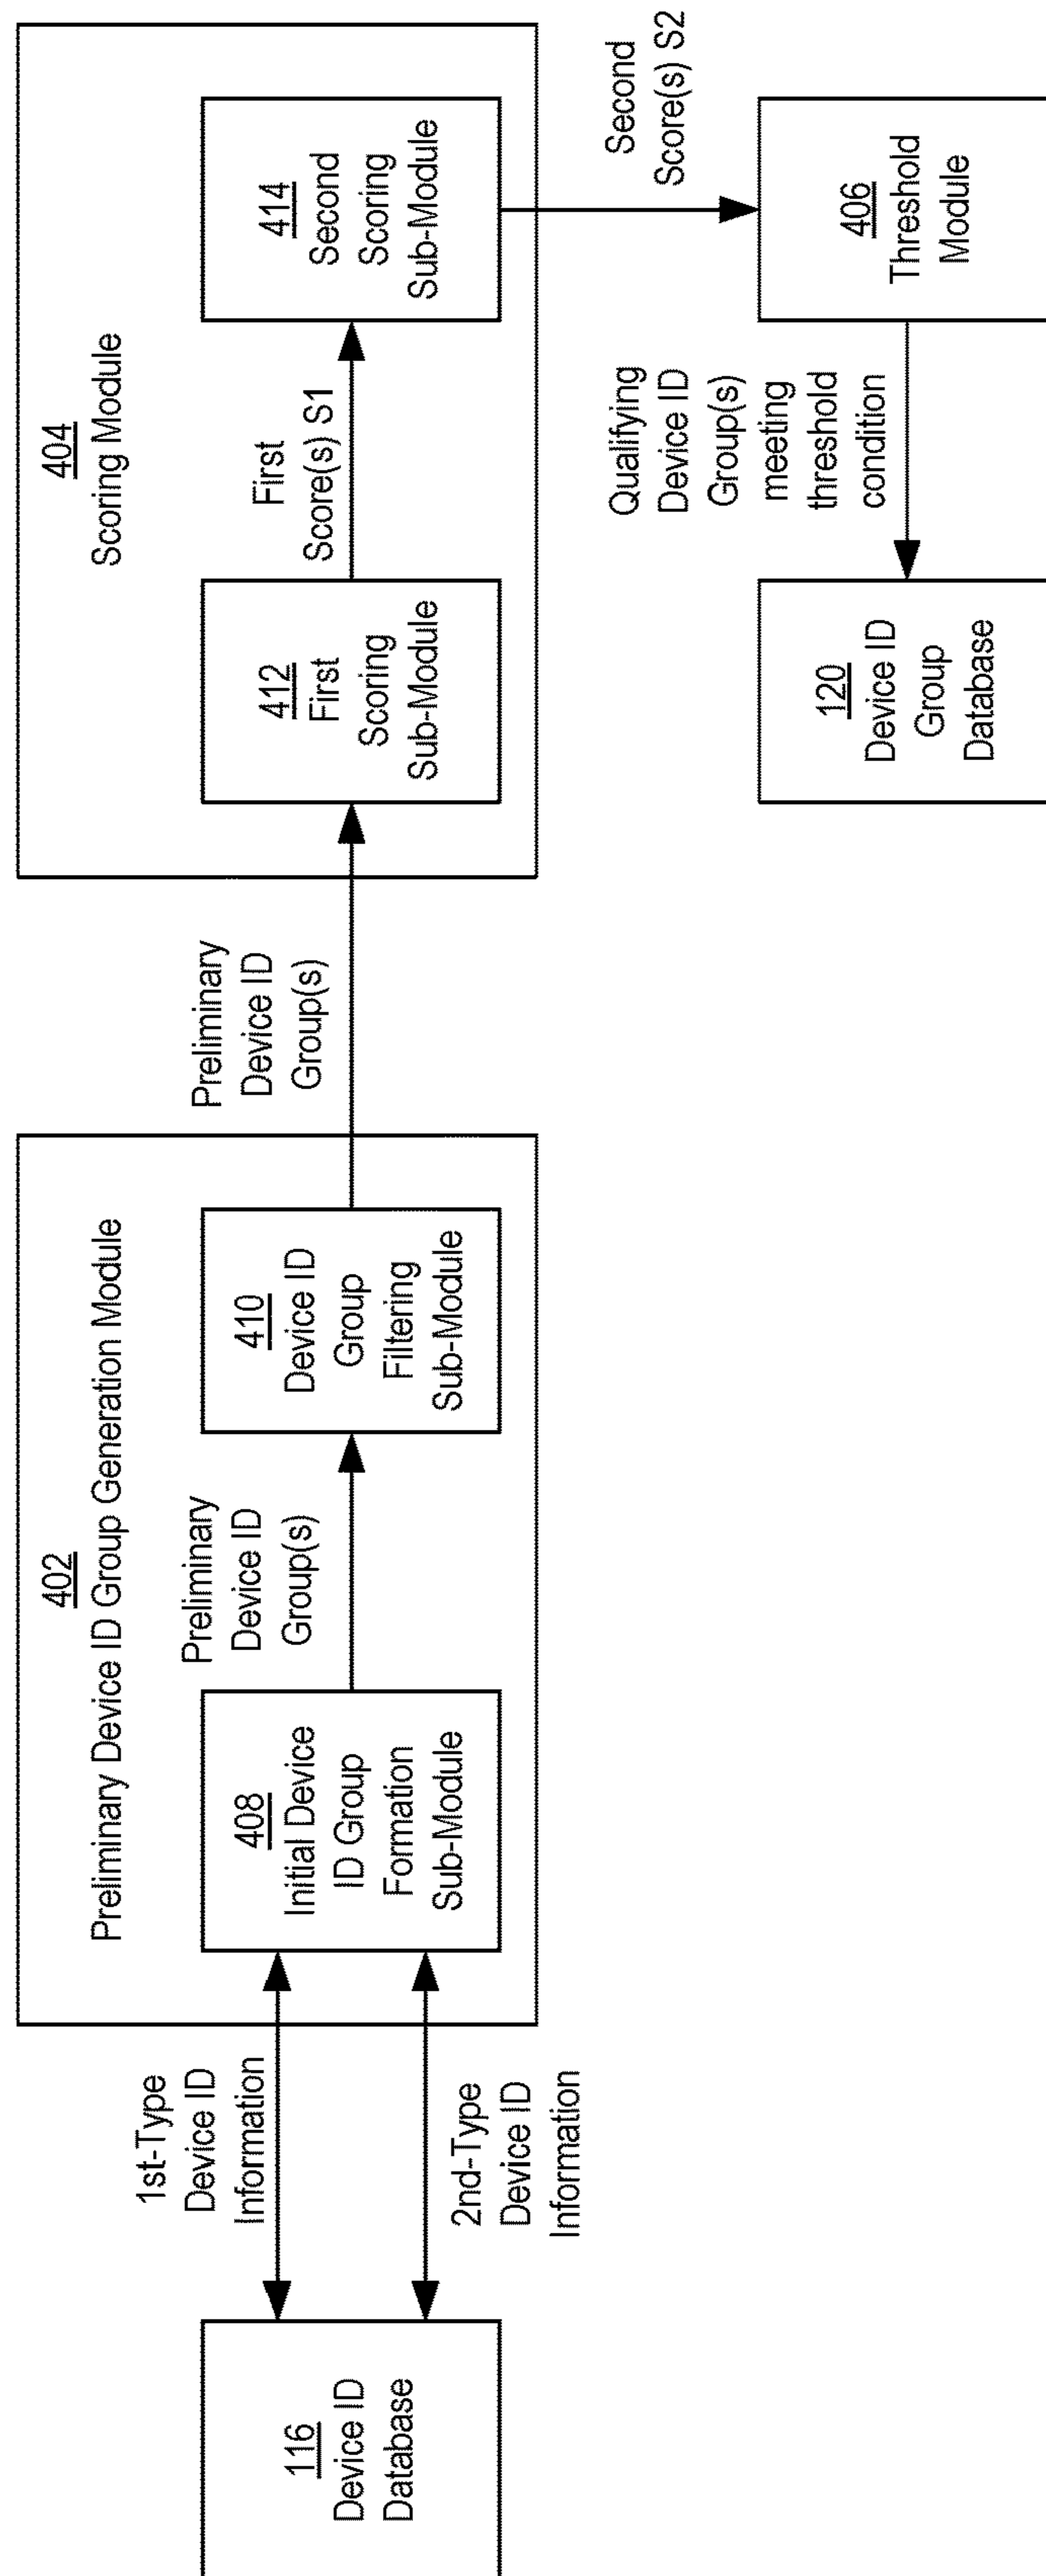 116
Device ID
Database
1st-Type
Device ID
Information
2nd-Type
Device ID
Information
402
Preliminary Device ID Group Generation Module
408
Initial Device
ID Group
Formation
Sub-Module
Preliminary
Device ID
Group(s)
410
Device ID
Group
Filtering
Sub-Module
Preliminary
Device ID
Group(s)
404
Scoring Module
412
First
Scoring
Sub-Module
First
Score(s) S1
414
Second
Scoring
Sub-Module
Second
Score(s) S2
406
Threshold
Module
Qualifying
Device ID
Group(s)
meeting
threshold
condition
120
Device ID
Group
Database